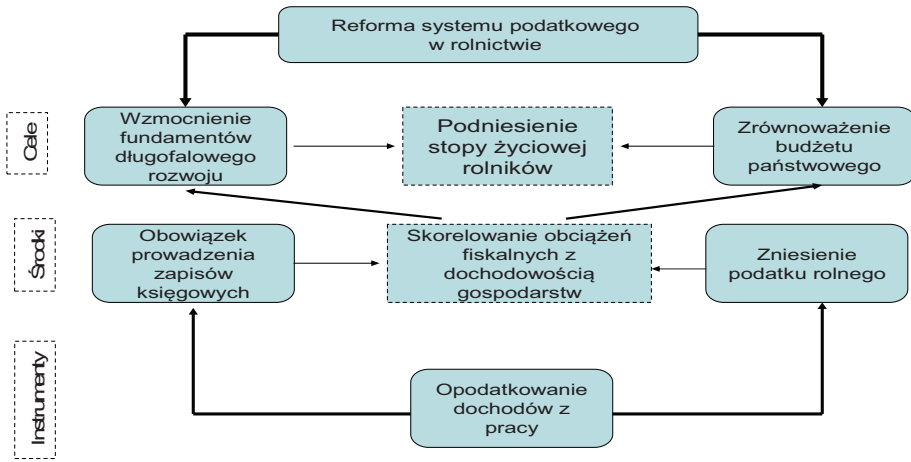 Reforma systemu podatkowego
w rolnictwie
Cele
Wzmocnienie
fundamentów
długofalowego
rozwoju
Podniesienie
stopy życiowej
rolników
Zrównoważenie
budżetu
państwowego
Środki
Obowiązek
prowadzenia
zapisów
księgowych
Skorelowanie obciążeń
fiskalnych z
dochodowością
gospodarstw
Zniesienie
podatku rolnego
Instrumenty
Opodatkowanie
dochodów z
pracy